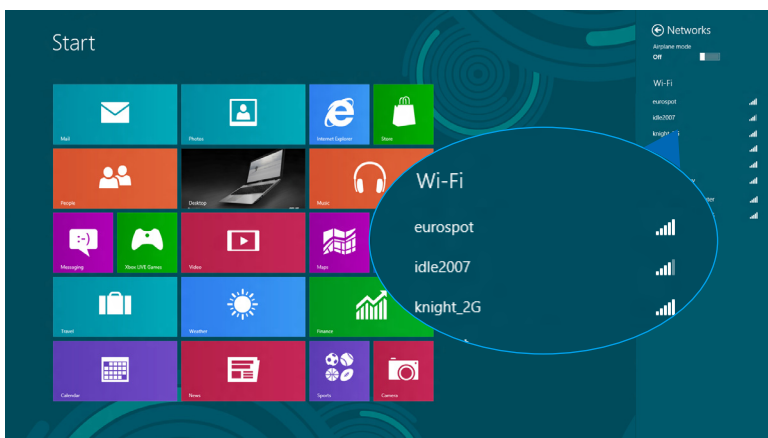 Start
Mail
Photos
Internet Explorer
Store
People
Desktop
Music
Messaging
Xbox LIVE Games
Video
Maps
Travel
Weather
Finance
Calendar
News
Sports
Camera
Networks
Airplane mode
Off
Wi-Fi
eurospot
idle2007
knight_2G
Wi-Fi
eurospot
idle2007
knight_2G